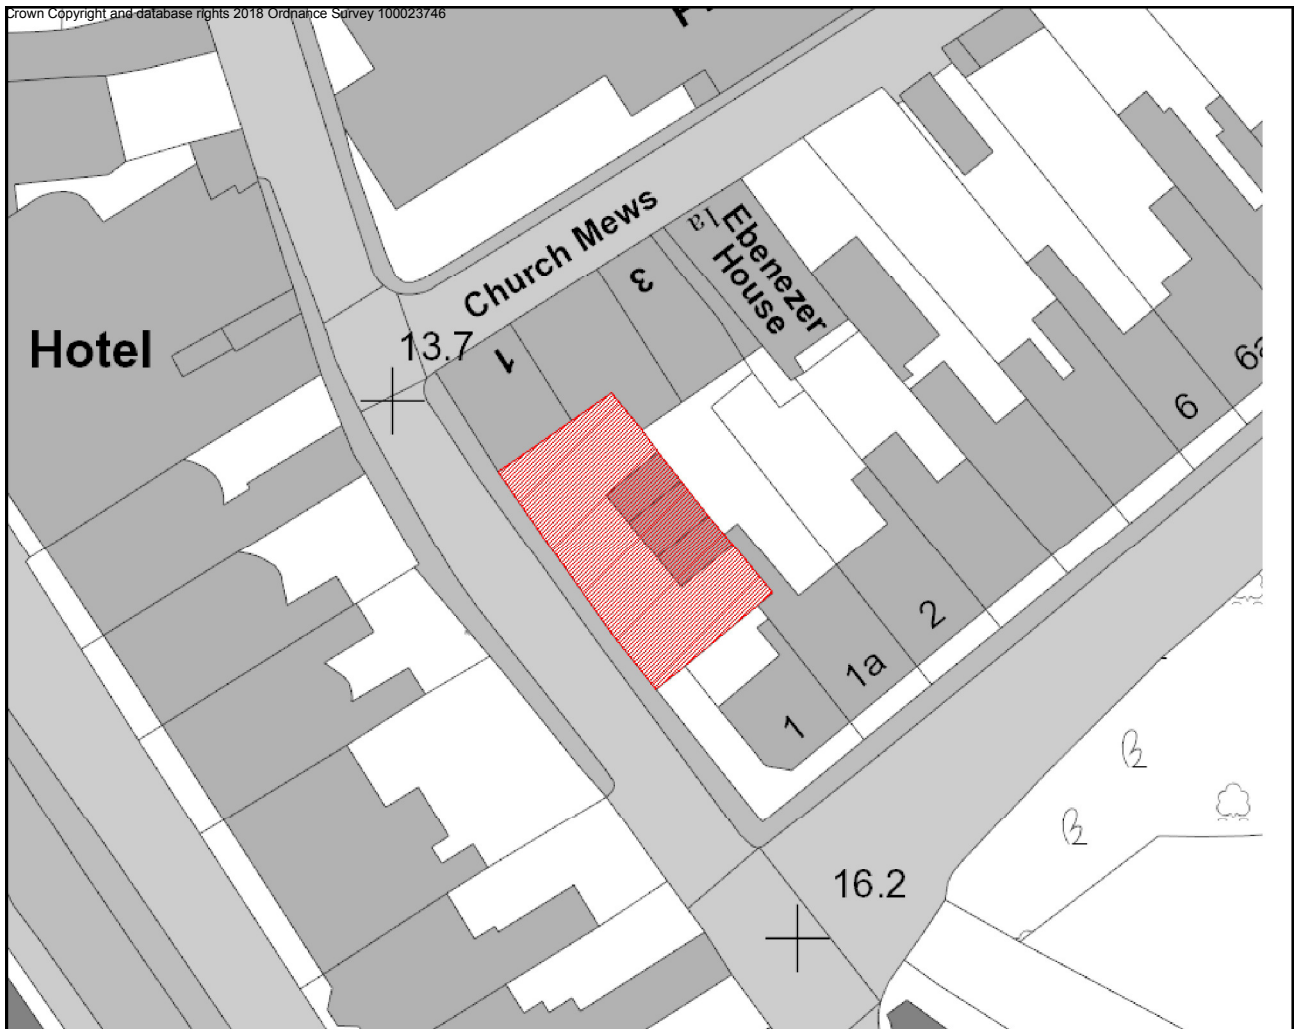 Crown Copyright and database rights 2018 Ordnance Survey 100023746
Church Mews
1a
Ebenezer
House
3
1
13.7
Hotel
6a
6
2
1a
1
16.2